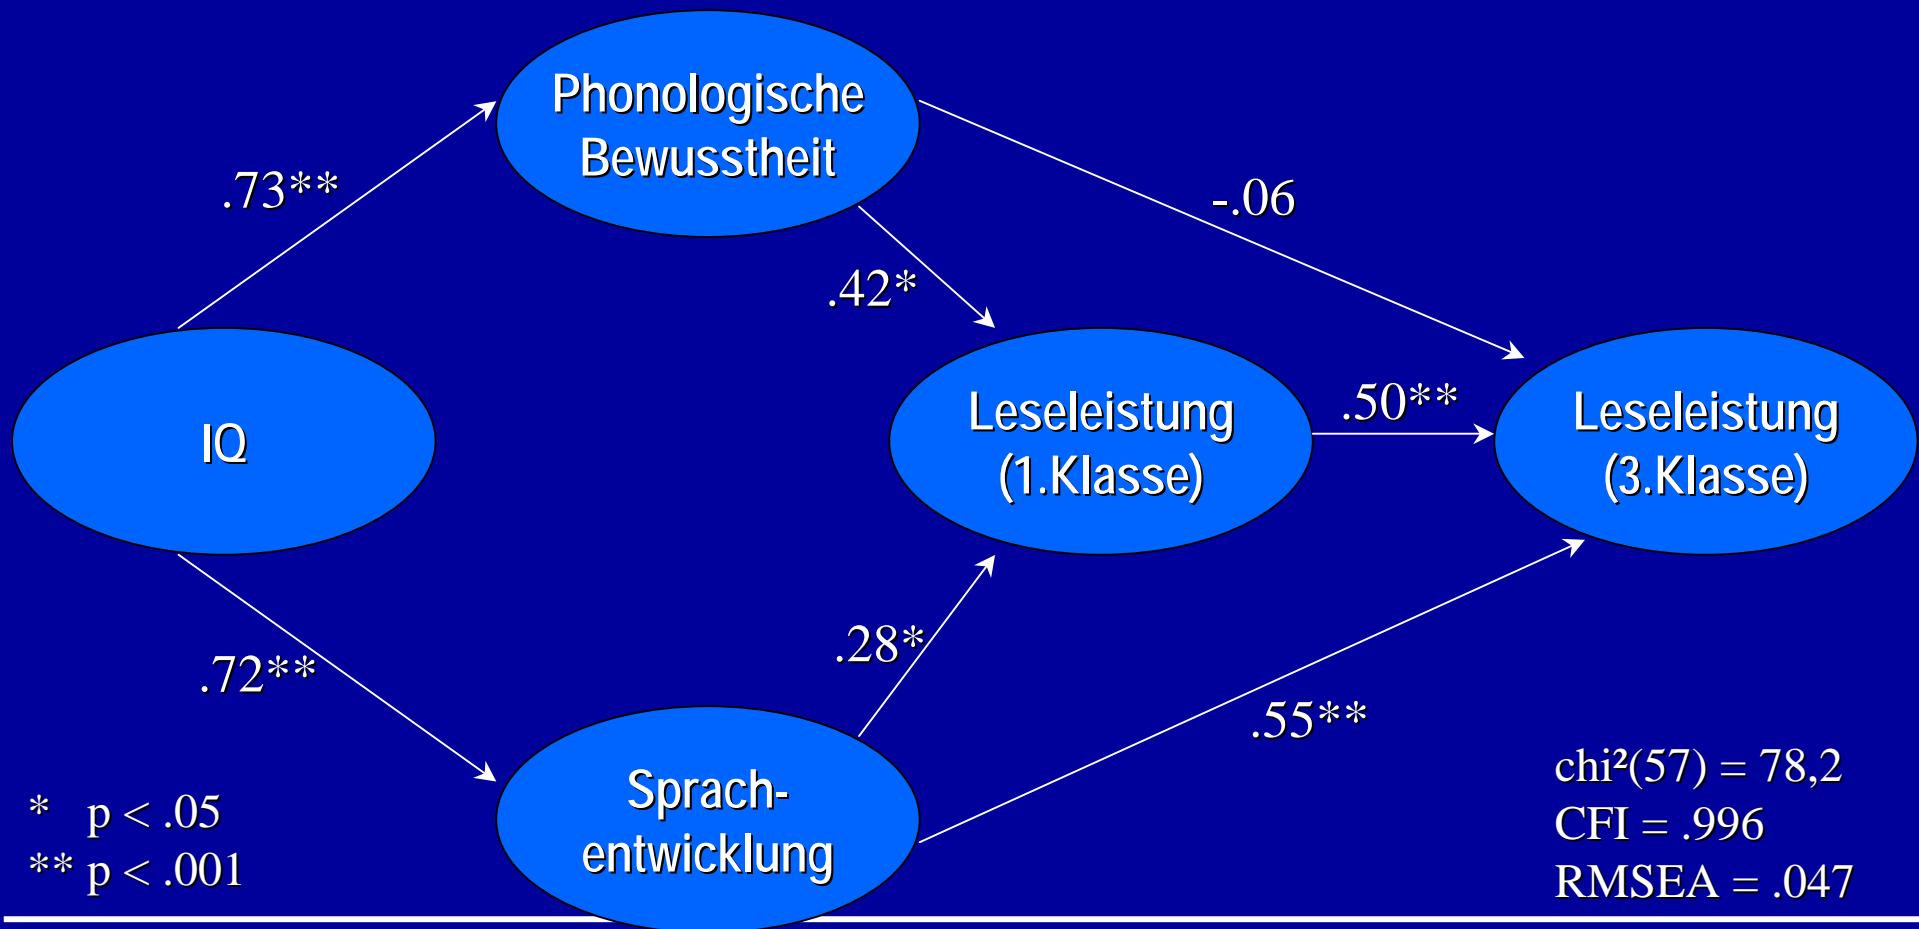 Phonologische
Bewusstheit
.73**
-.06
.42*
IQ
Leseleistung
(1.Klasse)
.50**
Leseleistung
(3.Klasse)
.72**
.28*
.55**
Sprach-
entwicklung
* p < .05
** p < .001
chi²(57) = 78,2
CFI = .996
RMSEA = .047